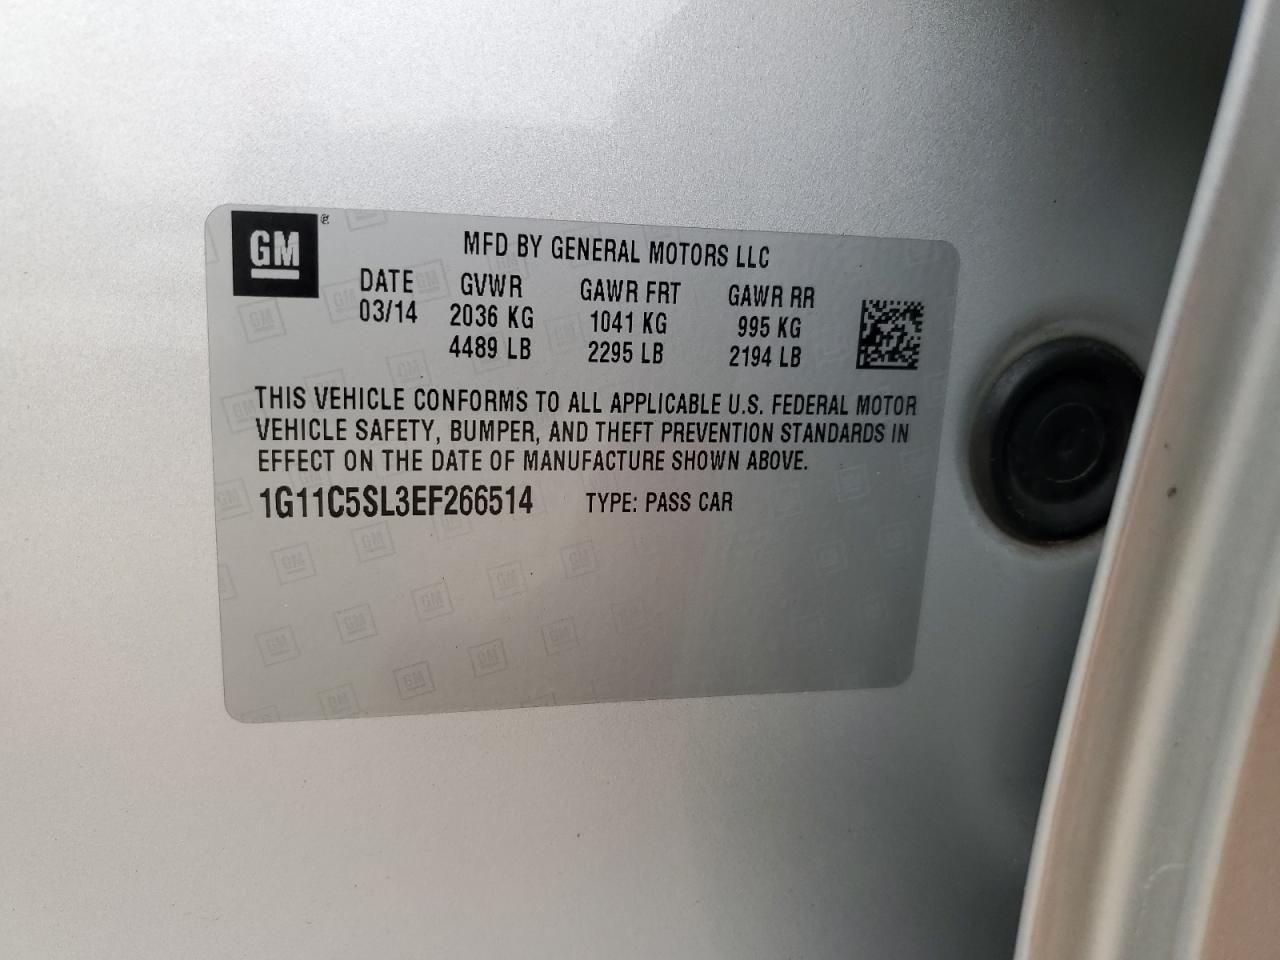 GM
MFD BY GENERAL MOTORS LLC
DATE GVWR GAWR FRT GAWR RR
03/14 2036 KG 1041 KG 995 KG
4489 LB 2295 LB 2194 LB
THIS VEHICLE CONFORMS TO ALL APPLICABLE U.S. FEDERAL MOTOR
VEHICLE SAFETY, BUMPER, AND THEFT PREVENTION STANDARDS IN
EFFECT ON THE DATE OF MANUFACTURE SHOWN ABOVE.
1G11C5SL3EF266514 TYPE: PASS CAR